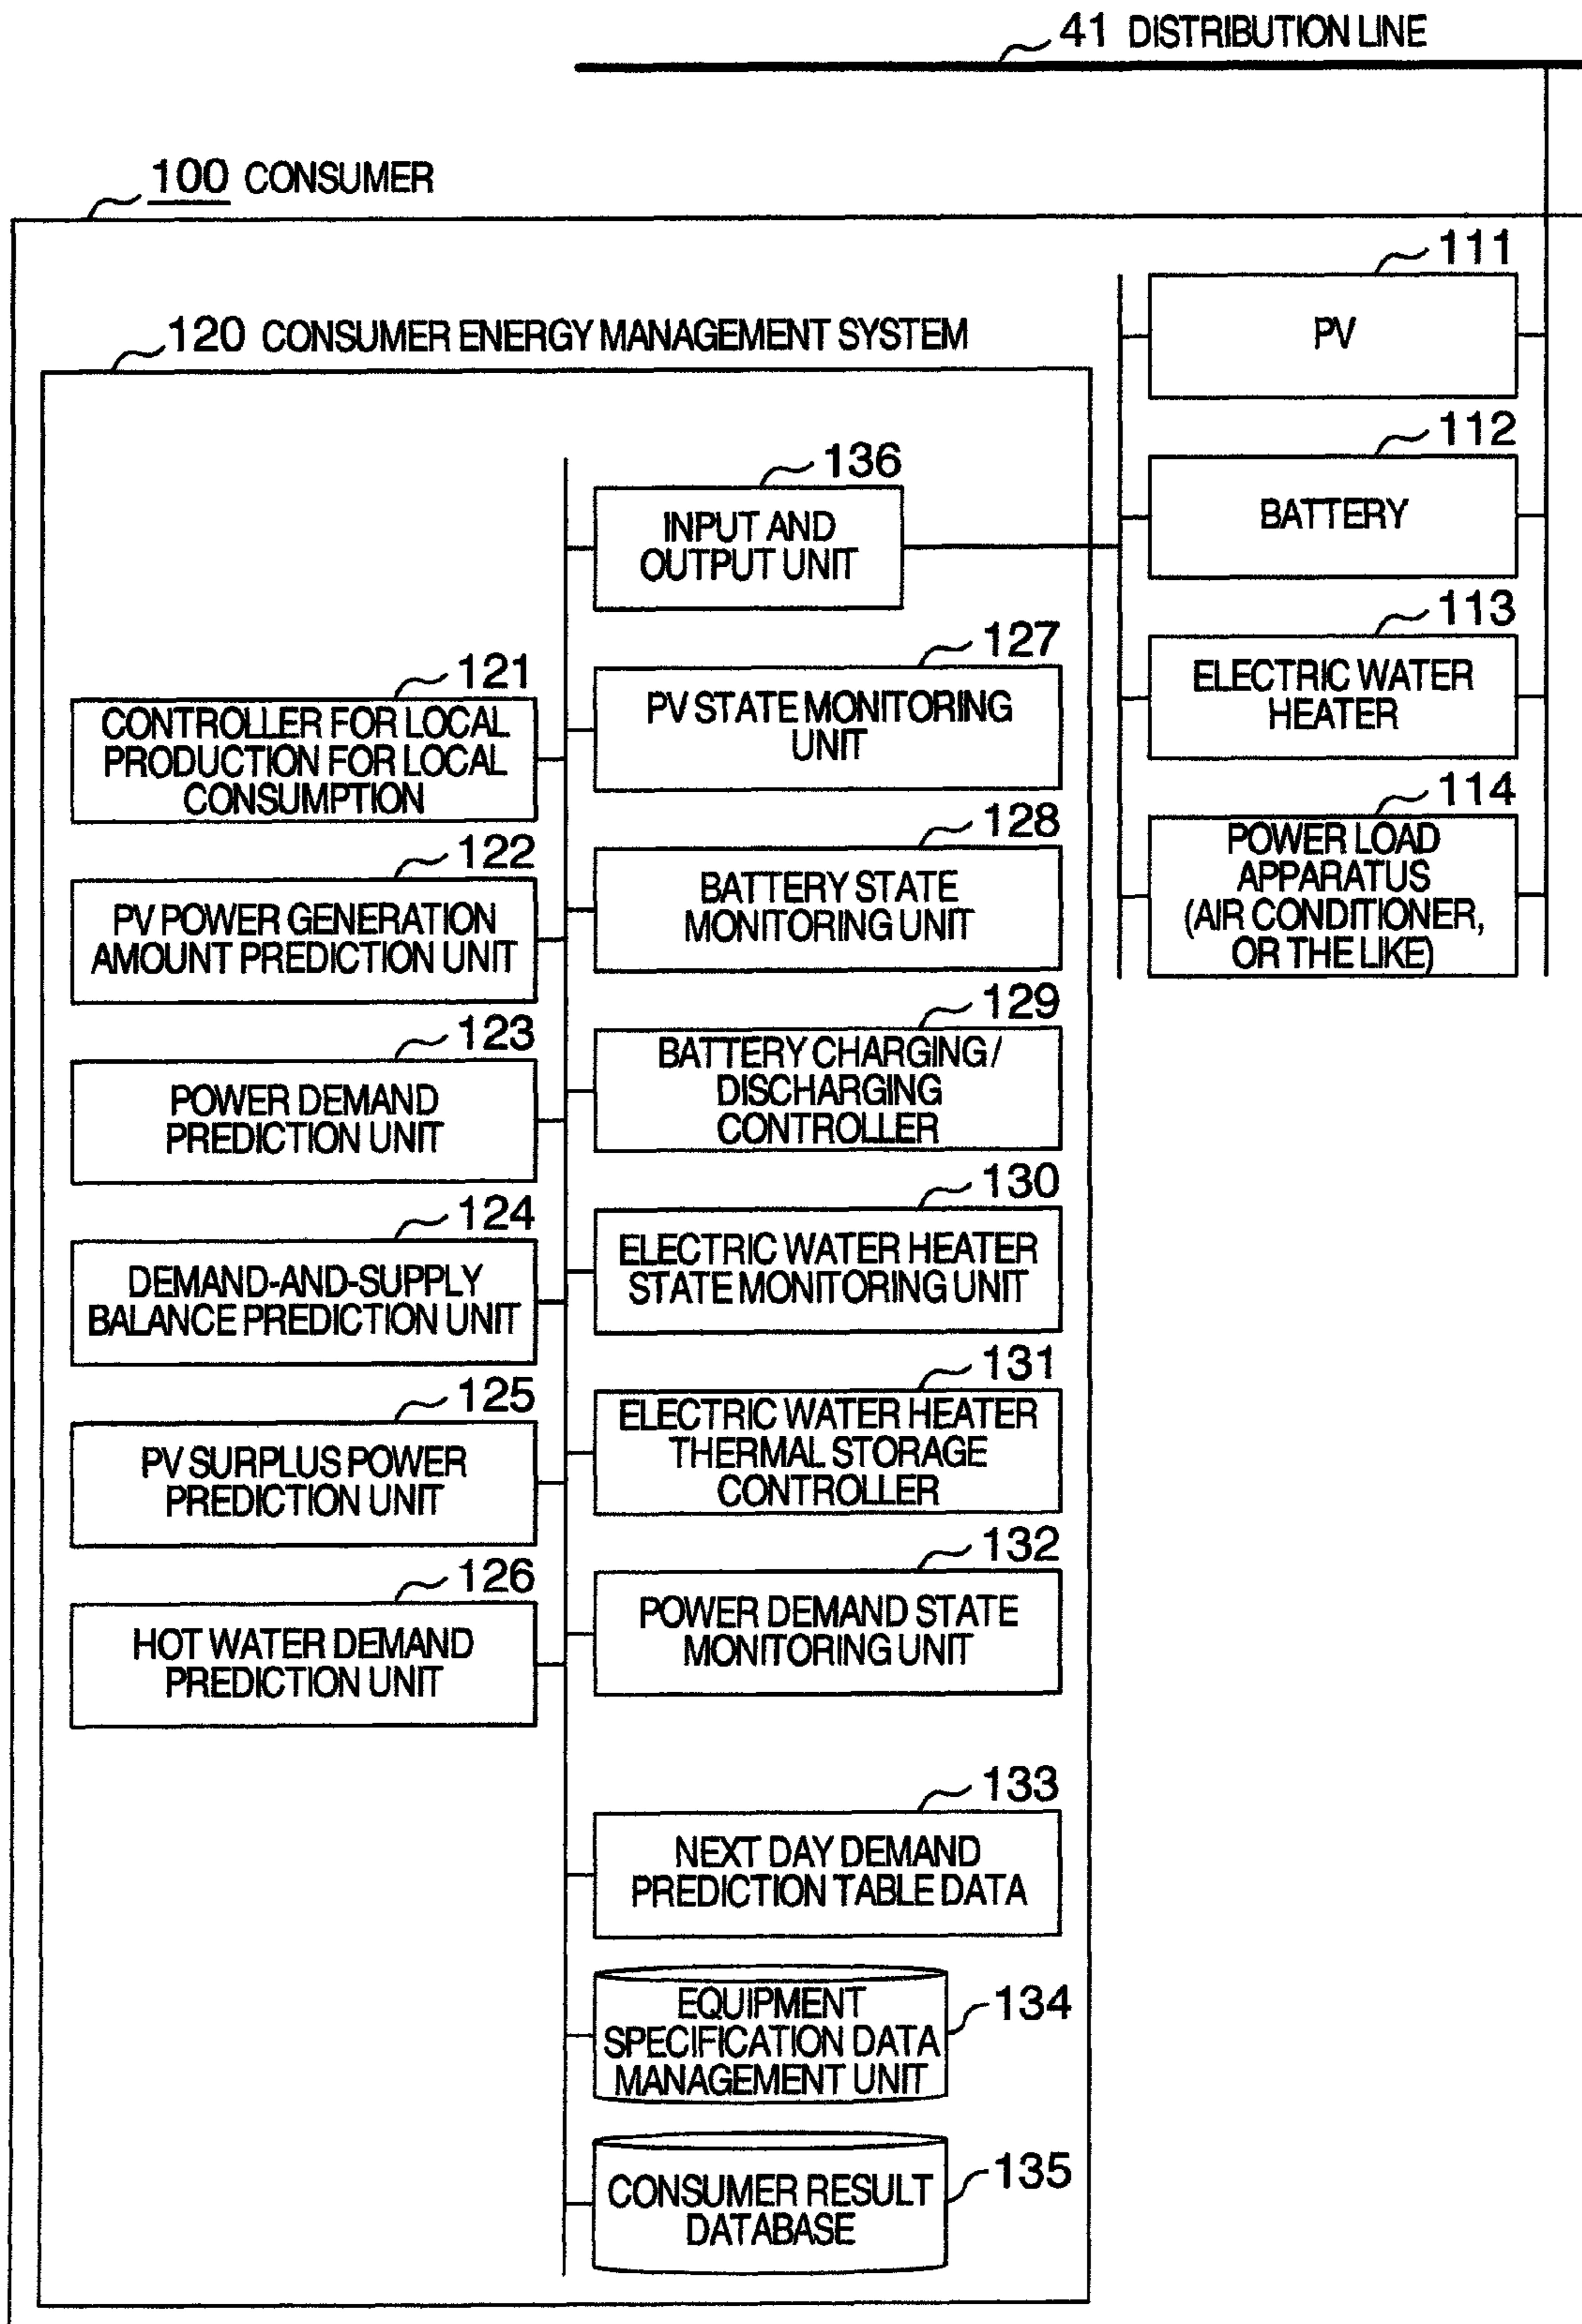 41 DISTRIBUTION LINE
100 CONSUMER
120 CONSUMER ENERGY MANAGEMENT SYSTEM
111
PV
112
BATTERY
113
ELECTRIC WATER
HEATER
114
POWER LOAD
APPARATUS
(AIR CONDITIONER,
OR THE LIKE)
121
CONTROLLER FOR LOCAL
PRODUCTION FOR LOCAL
CONSUMPTION
122
PV POWER GENERATION
AMOUNT PREDICTION UNIT
123
POWER DEMAND
PREDICTION UNIT
124
DEMAND-AND-SUPPLY
BALANCE PREDICTION UNIT
125
PV SURPLUS POWER
PREDICTION UNIT
126
HOT WATER DEMAND
PREDICTION UNIT
136
INPUT AND
OUTPUT UNIT
127
PV STATE MONITORING
UNIT
128
BATTERY STATE
MONITORING UNIT
129
BATTERY CHARGING/
DISCHARGING
CONTROLLER
130
ELECTRIC WATER HEATER
STATE MONITORING UNIT
131
ELECTRIC WATER HEATER
THERMAL STORAGE
CONTROLLER
132
POWER DEMAND STATE
MONITORING UNIT
133
NEXT DAY DEMAND
PREDICTION TABLE DATA
134
EQUIPMENT
SPECIFICATION DATA
MANAGEMENT UNIT
135
CONSUMER RESULT
DATABASE